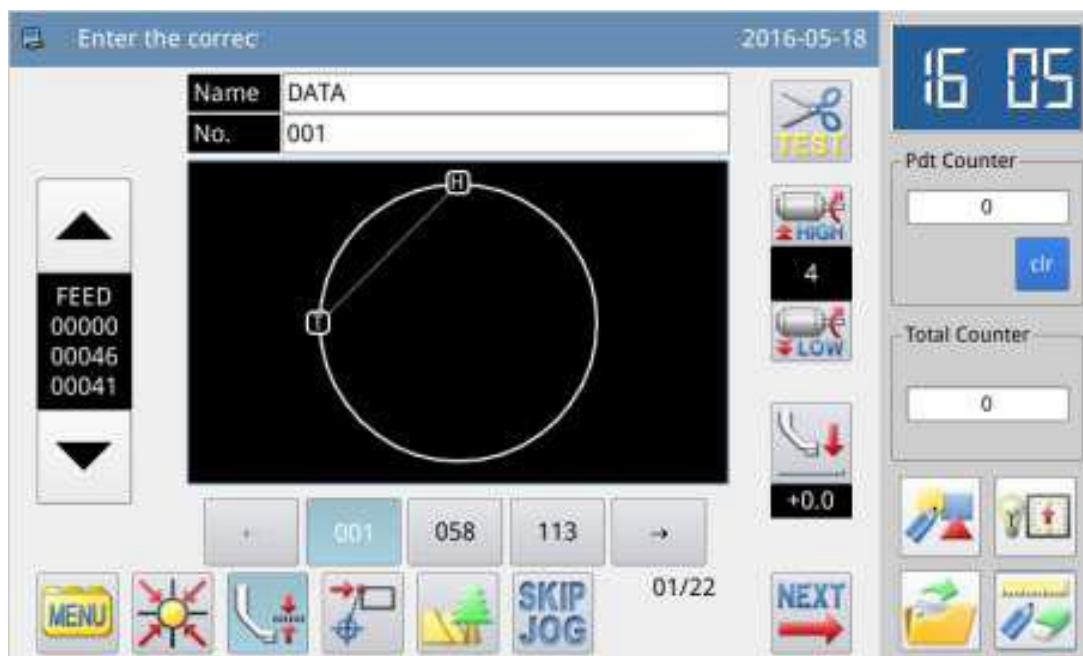 Enter the correc
2016-05-18
16 05
Name DATA
No. 001
TEST
Pdt Counter
0
clr
H
HIGH
4
LOW
T
FEED
00000
00046
00041
Total Counter
0
+0.0
←
001
058
113
→
01/22
MENU
SKIP
JOG
NEXT